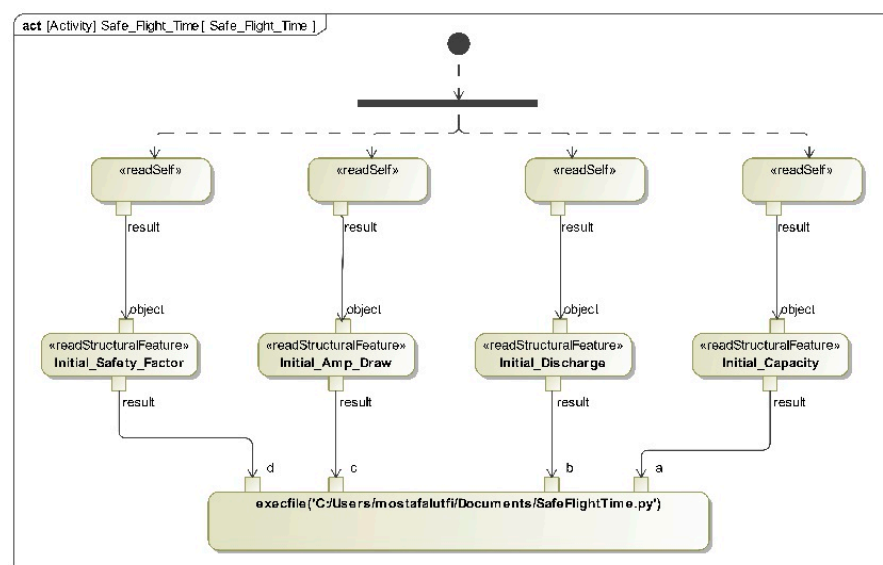 act [Activity] Safe_Flight_Time[ Safe_Flight_Time ]
«readSelf» «readSelf» «readSelf» «readSelf»
result result result result
object object object object
«readStructuralFeature» «readStructuralFeature» «readStructuralFeature» «readStructuralFeature»
Initial_Safety_Factor Initial_Amp_Draw Initial_Discharge Initial_Capacity
result result result result
d c b a
execfile('C:/Users/mostafalutfi/Documents/SafeFlightTime.py')